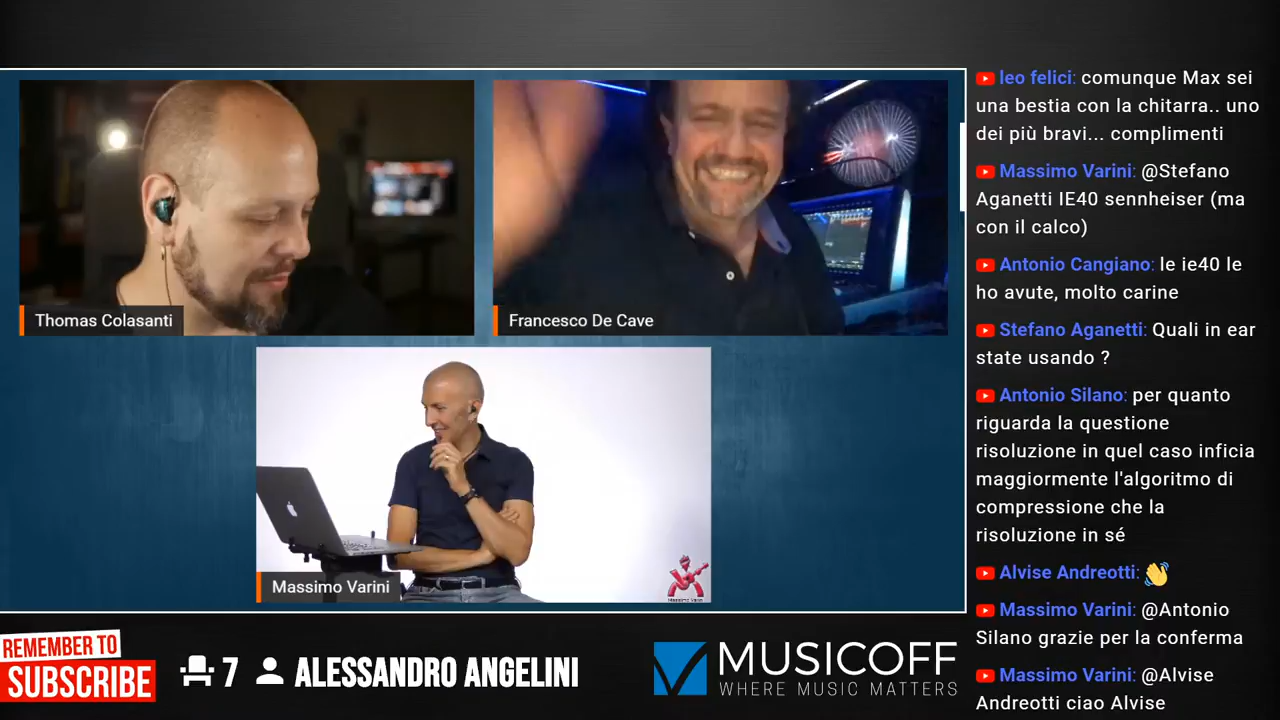 leo felici: comunque Max sei
una bestia con la chitarra.. uno
dei più bravi... complimenti
Massimo Varini: @Stefano
Aganetti IE40 sennheiser (ma
con il calco)
Antonio Cangiano: le ie40 le
ho avute, molto carine
Stefano Aganetti: Quali in ear
state usando ?
Antonio Silano: per quanto
riguarda la questione
risoluzione in quel caso inficia
maggiormente l'algoritmo di
compressione che la
risoluzione in sé
Alvise Andreotti: 👋
Massimo Varini: @Antonio
Silano grazie per la conferma
Massimo Varini: @Alvise
Andreotti ciao Alvise
Thomas Colasanti
Francesco De Cave
Massimo Varini
Massimo Varini
REMEMBER TO
SUBSCRIBE
7 ALESSANDRO ANGELINI
MUSICOFF
WHERE MUSIC MATTERS